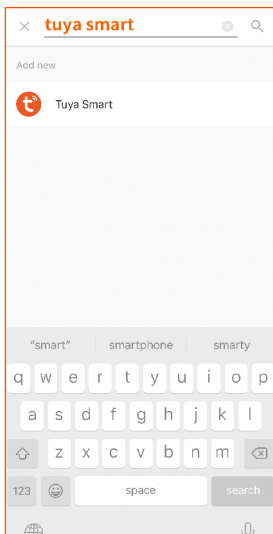 tuya smart
Add new
Tuya Smart
"smart" smartphone smarty
q w e r t y u i o p
a s d f g h j k l
z x c v b n m
123 space search